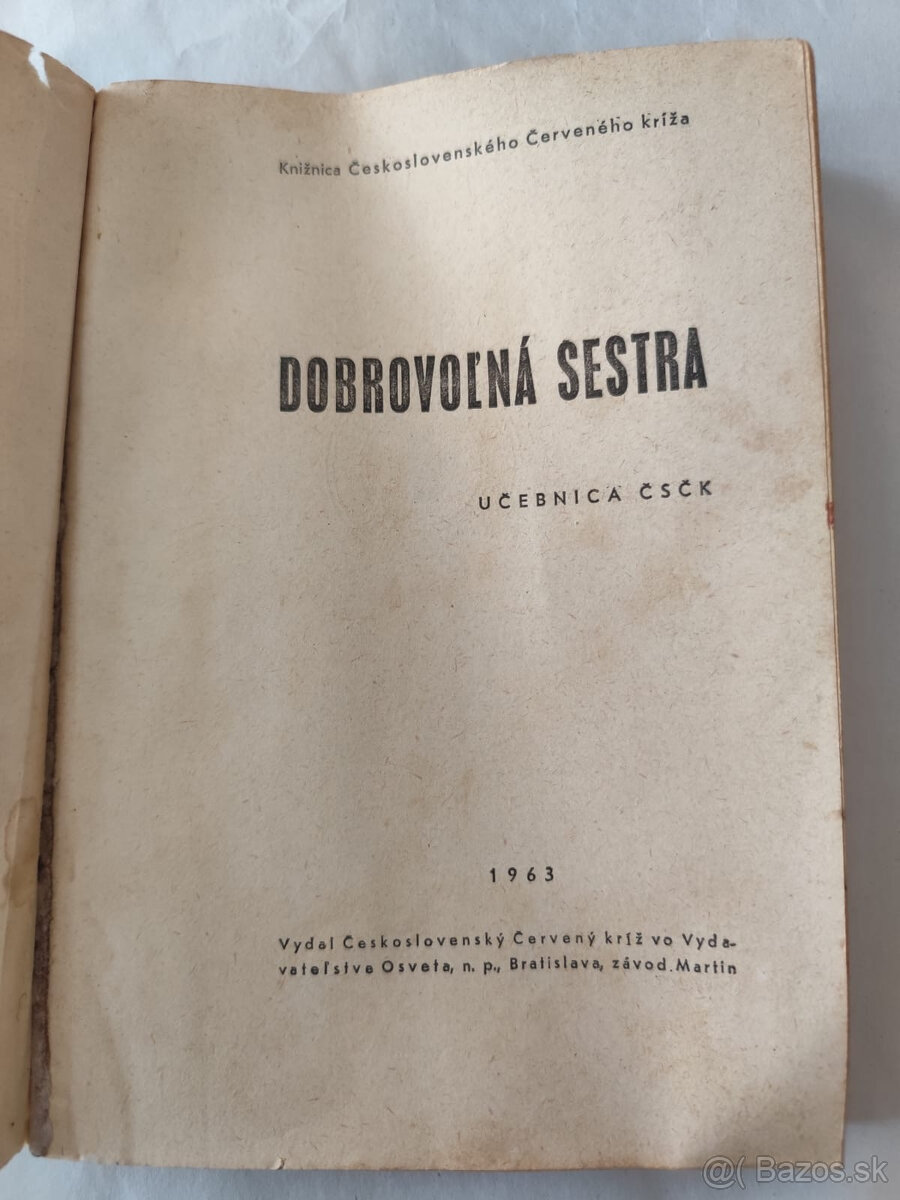 Knižnica Československého Červeného kríža
DOBROVOĽNÁ SESTRA
UČEBNICA ČSČK
1963
Vydal Československý Červený kríž vo Vyda-
vateľstve Osveta, n. p., Bratislava, závod Martin
@( Bazos.sk